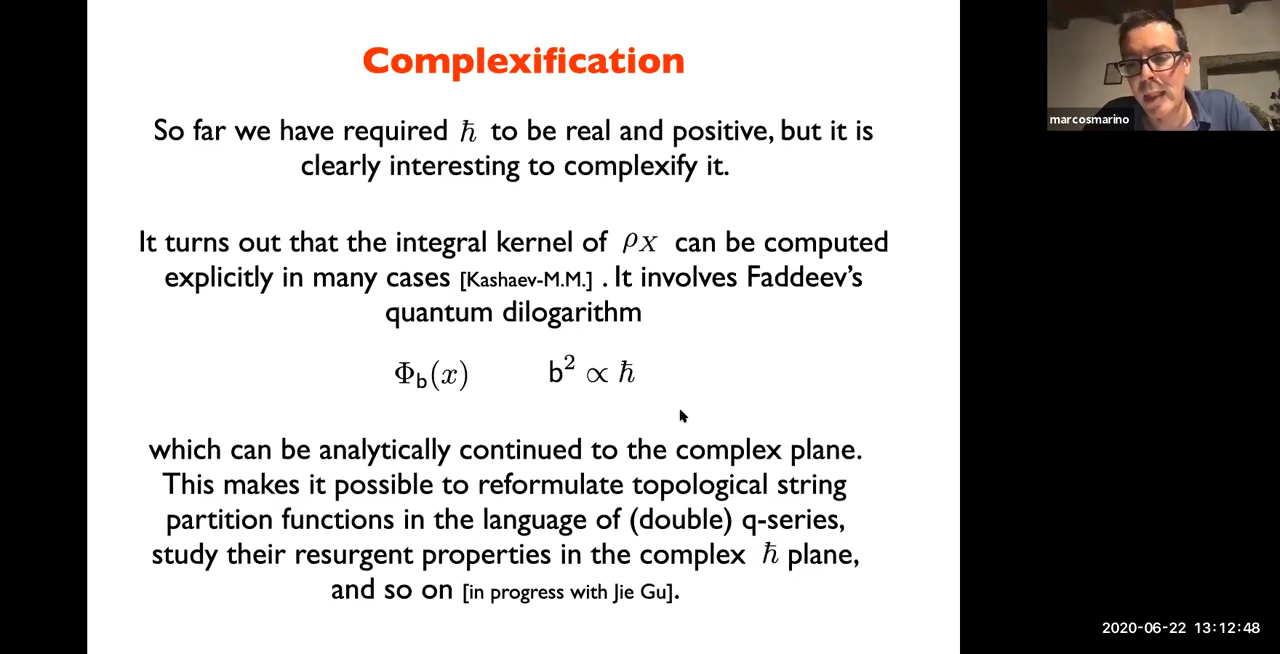 Complexification
So far we have required ħ to be real and positive, but it is
clearly interesting to complexify it.
It turns out that the integral kernel of ρX can be computed
explicitly in many cases [Kashaev-M.M.] . It involves Faddeev's
quantum dilogarithm
Φb(x) b² ∝ ħ
which can be analytically continued to the complex plane.
This makes it possible to reformulate topological string
partition functions in the language of (double) q-series,
study their resurgent properties in the complex ħ plane,
and so on [in progress with Jie Gu].
marcosmarino
2020-06-22 13:12:48